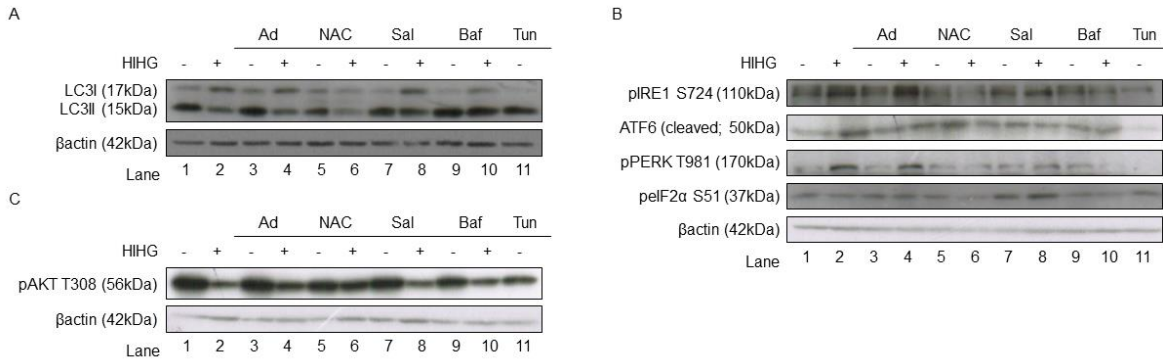 A
Ad NAC Sal Baf Tun
HIHG - + - + - + - + - + -
LC3I (17kDa)
LC3II (15kDa)
βactin (42kDa)
Lane 1 2 3 4 5 6 7 8 9 10 11
C
Ad NAC Sal Baf Tun
HIHG - + - + - + - + - + -
pAKT T308 (56kDa)
βactin (42kDa)
Lane 1 2 3 4 5 6 7 8 9 10 11
B
Ad NAC Sal Baf Tun
HIHG - + - + - + - + - + -
pIRE1 S724 (110kDa)
ATF6 (cleaved; 50kDa)
pPERK T981 (170kDa)
peIF2α S51 (37kDa)
βactin (42kDa)
Lane 1 2 3 4 5 6 7 8 9 10 11